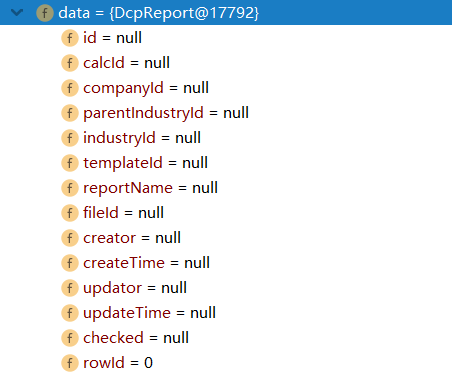 f data = {DcpReport@17792}
f id = null
f calcId = null
f companyId = null
f parentIndustryId = null
f industryId = null
f templateId = null
f reportName = null
f fileId = null
f creator = null
f createTime = null
f updator = null
f updateTime = null
f checked = null
f rowId = 0